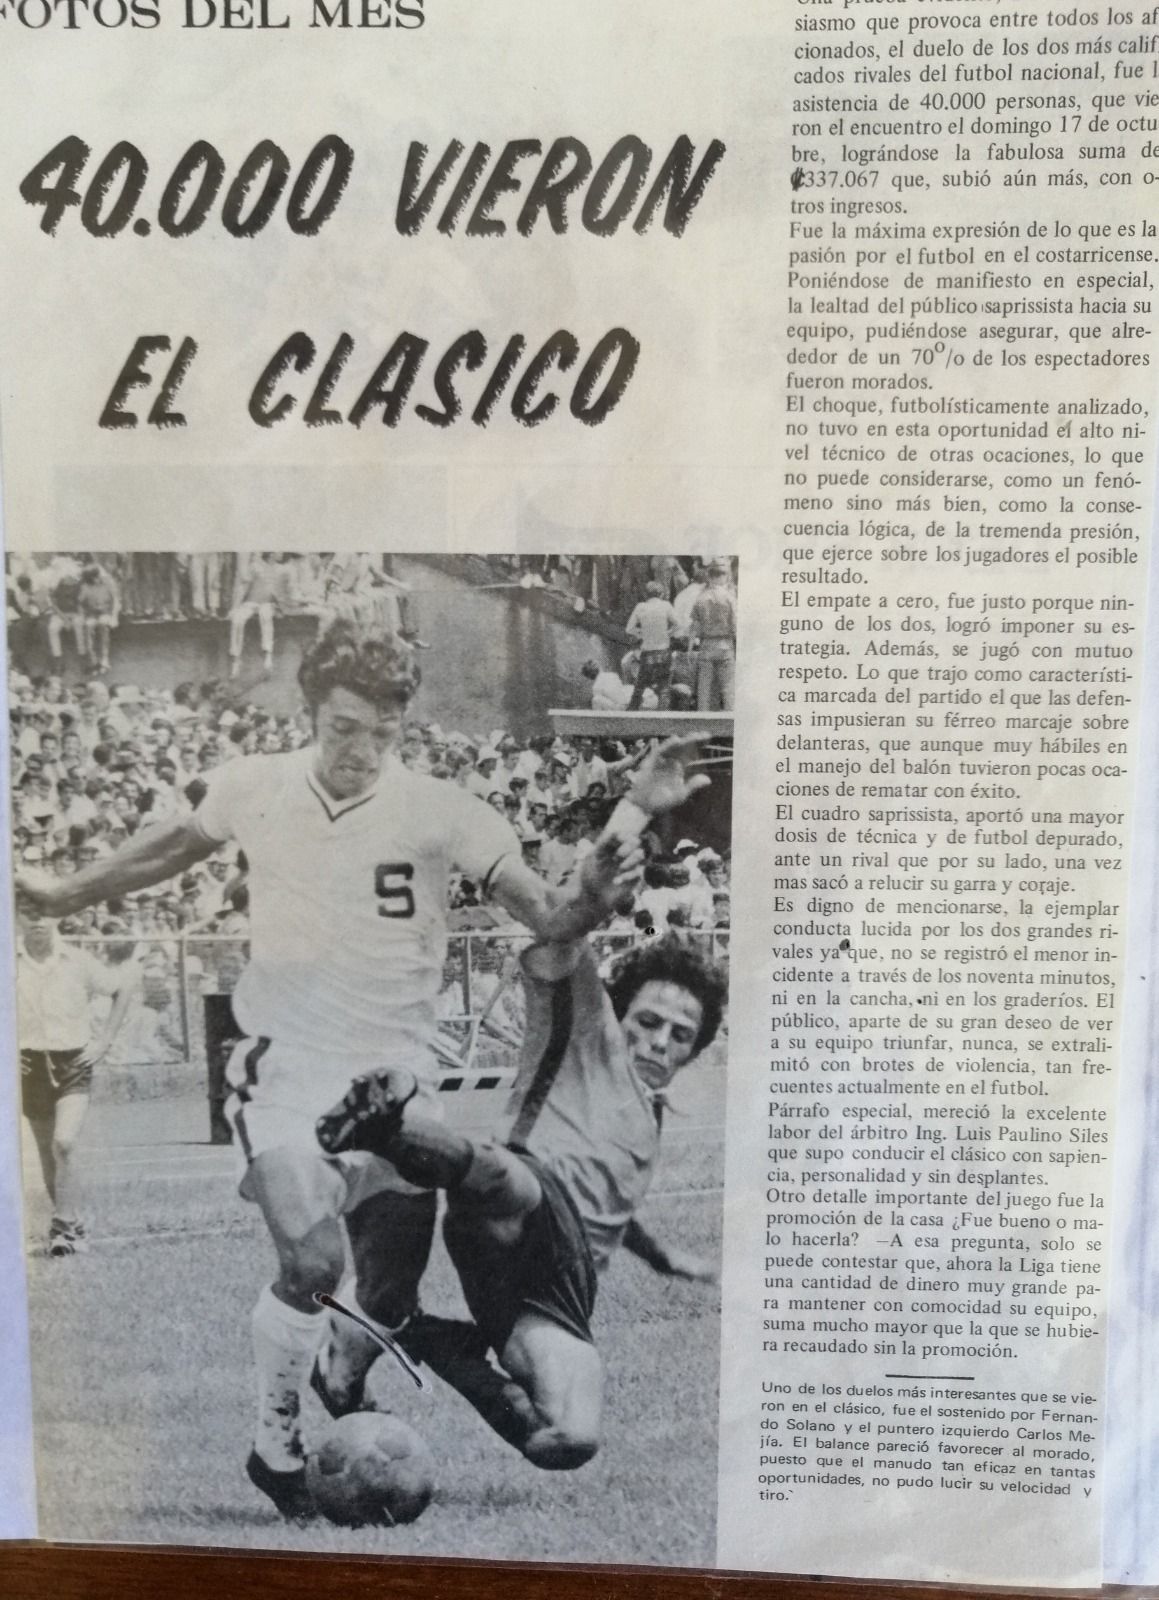 FOTOS DEL MES
40.000 VIERON
EL CLASICO
S
siasmo que provoca entre todos los af
cionados, el duelo de los dos más calif
cados rivales del futbol nacional, fue l
asistencia de 40.000 personas, que vie
ron el encuentro el domingo 17 de octu
bre, lográndose la fabulosa suma de
₡337.067 que, subió aún más, con o-
tros ingresos.
Fue la máxima expresión de lo que es la
pasión por el futbol en el costarricense.
Poniéndose de manifiesto en especial,
la lealtad del público saprissista hacia su
equipo, pudiéndose asegurar, que alre-
dedor de un 70o/o de los espectadores
fueron morados.
El choque, futbolísticamente analizado,
no tuvo en esta oportunidad el alto ni-
vel técnico de otras ocaciones, lo que
no puede considerarse, como un fenó-
meno sino más bien, como la conse-
cuencia lógica, de la tremenda presión,
que ejerce sobre los jugadores el posible
resultado.
El empate a cero, fue justo porque nin-
guno de los dos, logró imponer su es-
trategia. Además, se jugó con mutuo
respeto. Lo que trajo como característi-
ca marcada del partido el que las defen-
sas impusieran su férreo marcaje sobre
delanteras, que aunque muy hábiles en
el manejo del balón tuvieron pocas oca-
ciones de rematar con éxito.
El cuadro saprissista, aportó una mayor
dosis de técnica y de futbol depurado,
ante un rival que por su lado, una vez
mas sacó a relucir su garra y coraje.
Es digno de mencionarse, la ejemplar
conducta lucida por los dos grandes ri-
vales ya que, no se registró el menor in-
cidente a través de los noventa minutos,
ni en la cancha, ni en los graderíos. El
público, aparte de su gran deseo de ver
a su equipo triunfar, nunca, se extrali-
mitó con brotes de violencia, tan fre-
cuentes actualmente en el futbol.
Párrafo especial, mereció la excelente
labor del árbitro Ing. Luis Paulino Siles
que supo conducir el clásico con sapien-
cia, personalidad y sin desplantes.
Otro detalle importante del juego fue la
promoción de la casa ¿Fue bueno o ma-
lo hacerla? —A esa pregunta, solo se
puede contestar que, ahora la Liga tiene
una cantidad de dinero muy grande pa-
ra mantener con comocidad su equipo,
suma mucho mayor que la que se hubie-
ra recaudado sin la promoción.
Uno de los duelos más interesantes que se vie-
ron en el clásico, fue el sostenido por Fernan-
do Solano y el puntero izquierdo Carlos Me-
jía. El balance pareció favorecer al morado,
puesto que el manudo tan eficaz en tantas
oportunidades, no pudo lucir su velocidad y
tiro.